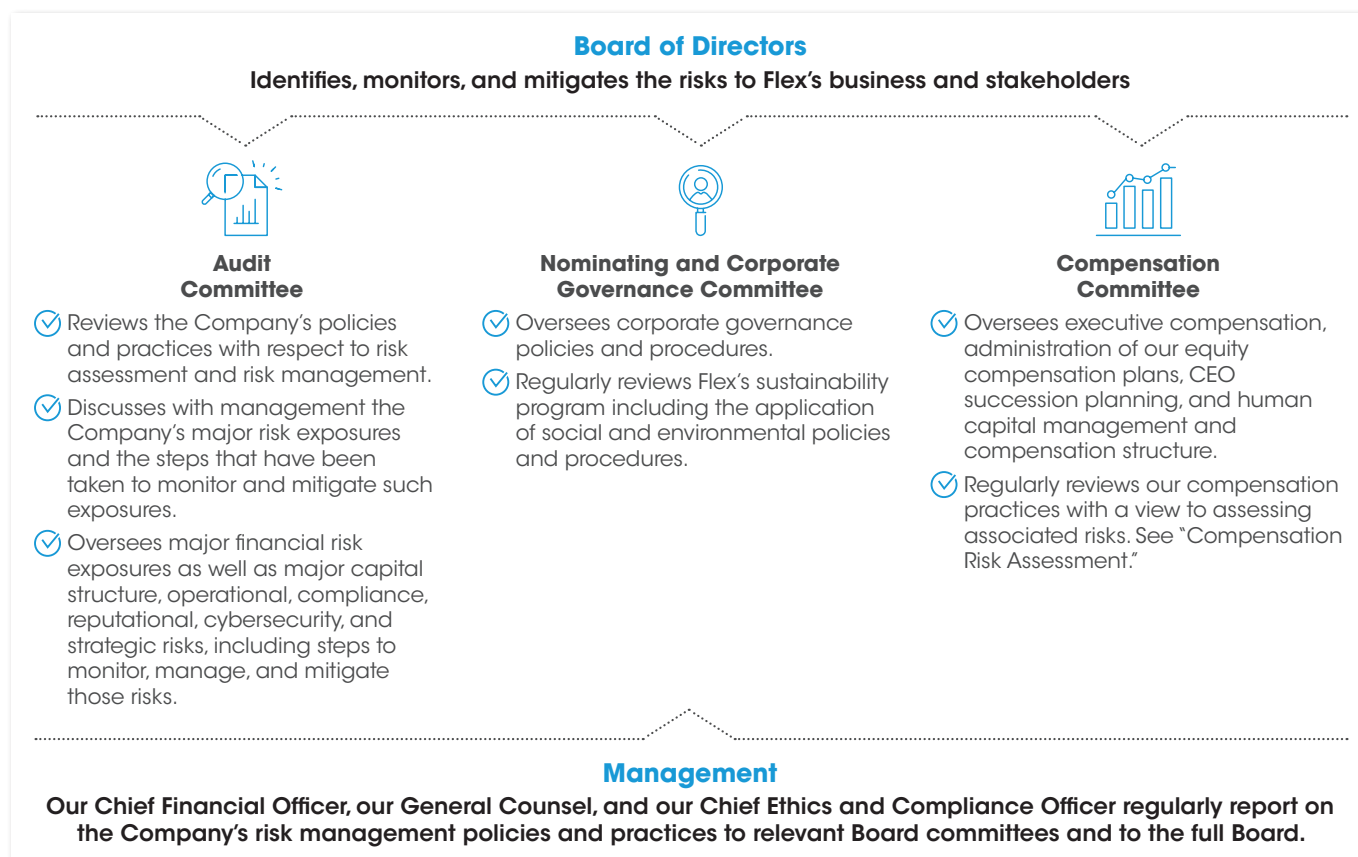 Board of Directors
Identifies, monitors, and mitigates the risks to Flex’s business and stakeholders
Audit
Committee
Reviews the Company’s policies
and practices with respect to risk
assessment and risk management.
Discusses with management the
Company’s major risk exposures
and the steps that have been
taken to monitor and mitigate such
exposures.
Oversees major financial risk
exposures as well as major capital
structure, operational, compliance,
reputational, cybersecurity, and
strategic risks, including steps to
monitor, manage, and mitigate
those risks.
Nominating and Corporate
Governance Committee
Oversees corporate governance
policies and procedures.
Regularly reviews Flex’s sustainability
program including the application
of social and environmental policies
and procedures.
Compensation
Committee
Oversees executive compensation,
administration of our equity
compensation plans, CEO
succession planning, and human
capital management and
compensation structure.
Regularly reviews our compensation
practices with a view to assessing
associated risks. See “Compensation
Risk Assessment.”
Management
Our Chief Financial Officer, our General Counsel, and our Chief Ethics and Compliance Officer regularly report on
the Company’s risk management policies and practices to relevant Board committees and to the full Board.